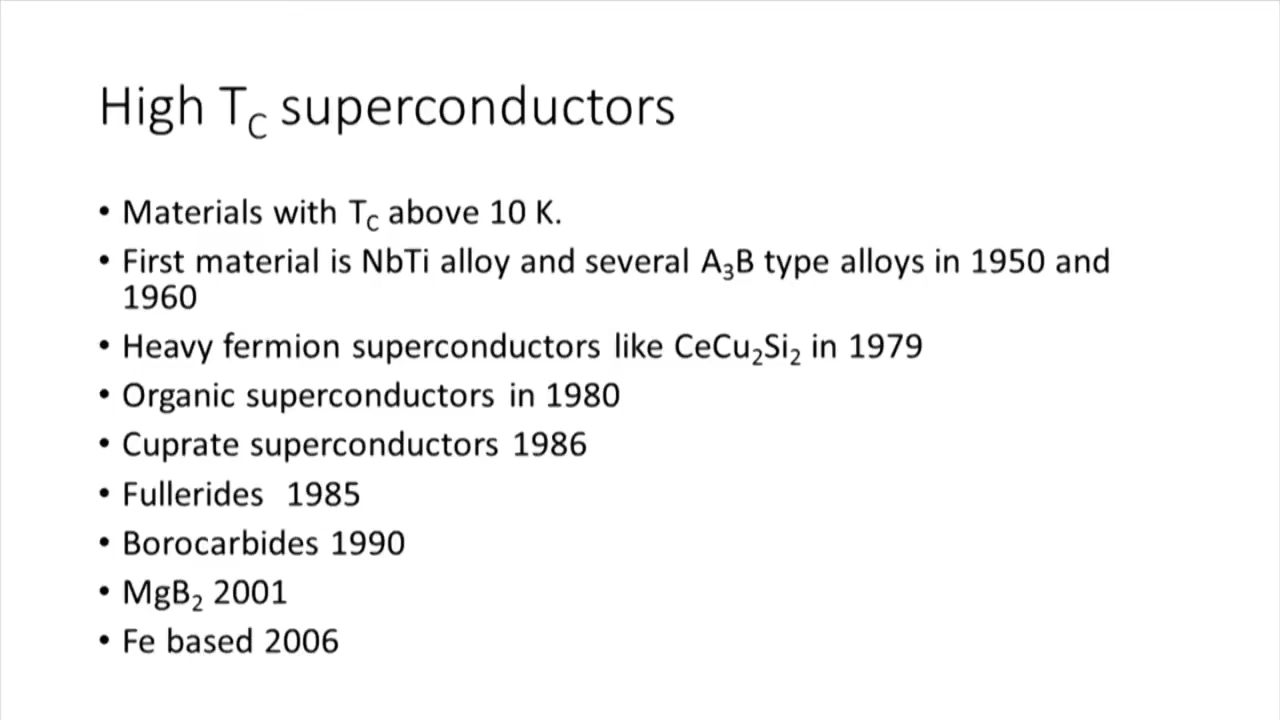 High T_C superconductors
• Materials with T_C above 10 K.
• First material is NbTi alloy and several A₃B type alloys in 1950 and
1960
• Heavy fermion superconductors like CeCu₂Si₂ in 1979
• Organic superconductors in 1980
• Cuprate superconductors 1986
• Fullerides 1985
• Borocarbides 1990
• MgB₂ 2001
• Fe based 2006